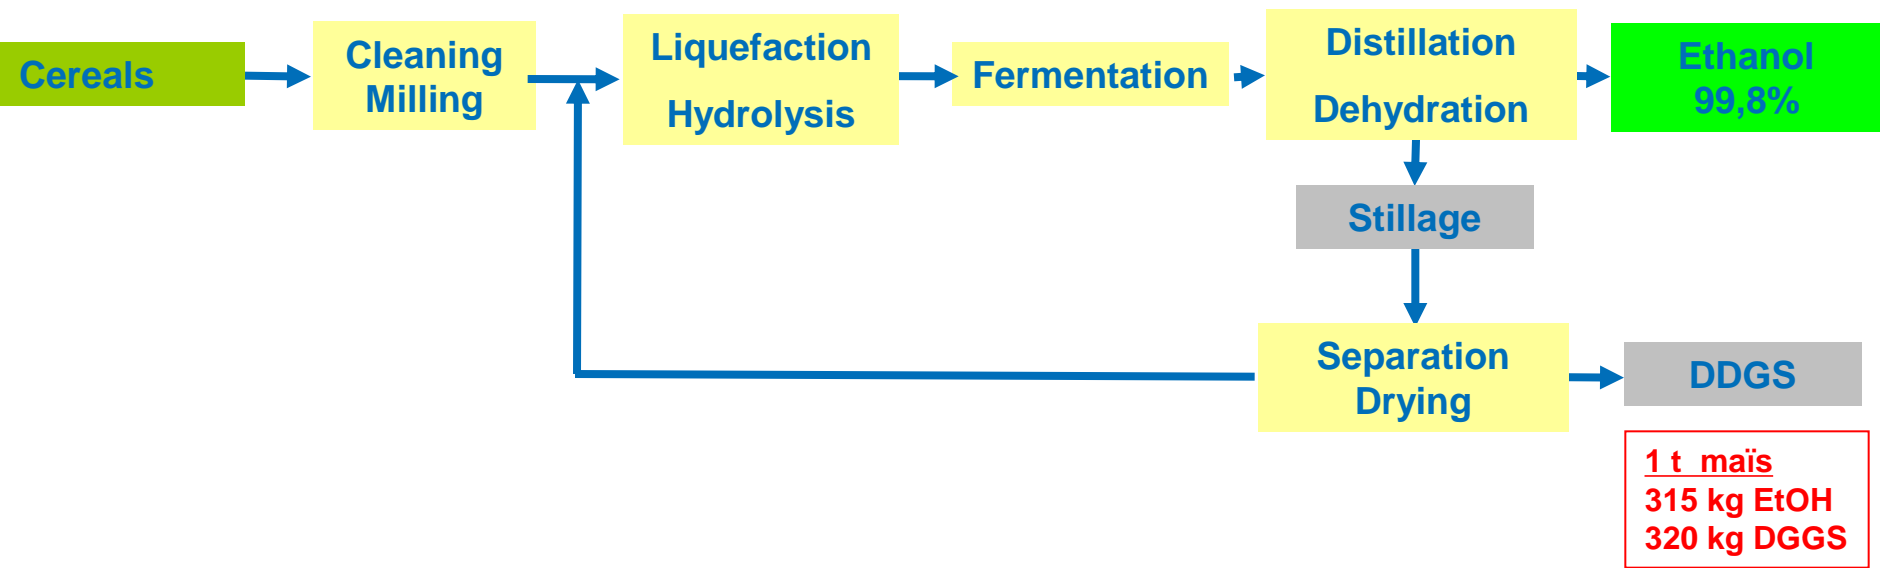 Cereals
Cleaning
Milling
Liquefaction
Hydrolysis
Fermentation
Distillation
Dehydration
Ethanol
99,8%
Stillage
Separation
Drying
DDGS
1 t  maïs
315 kg EtOH
320 kg DGGS